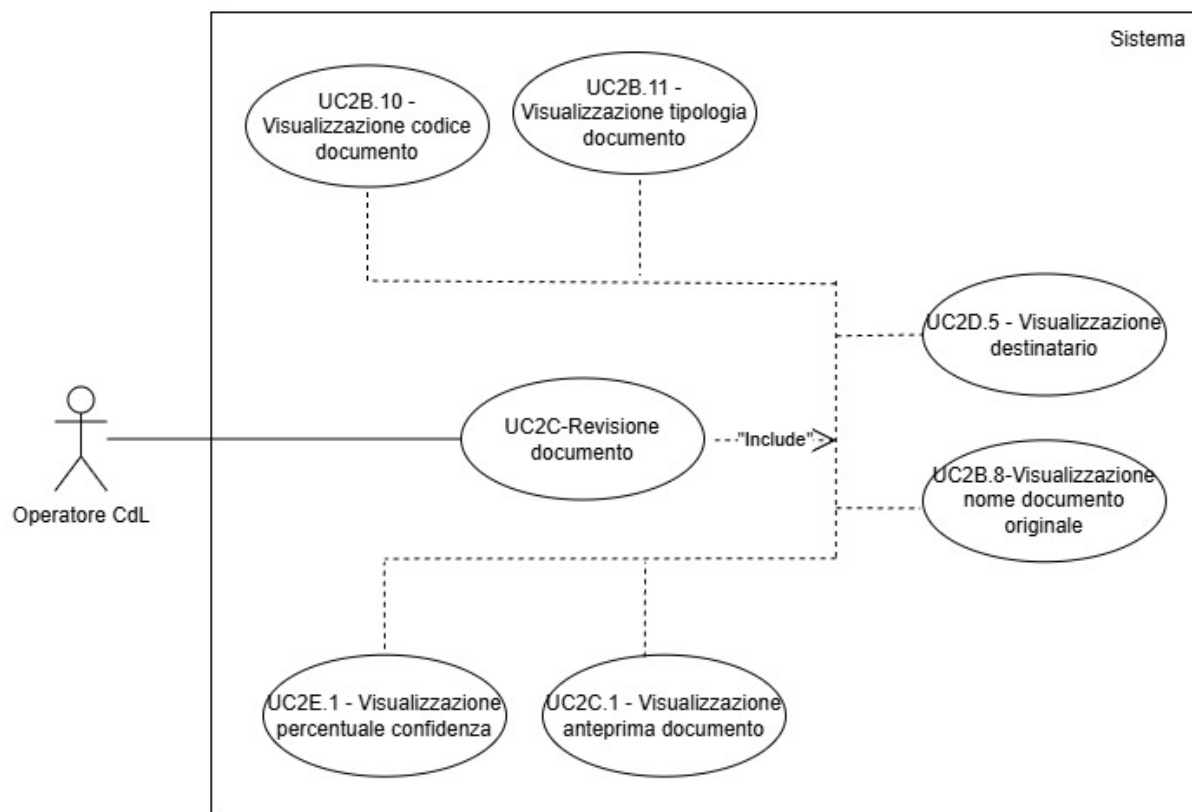 Sistema
UC2B.10 -
Visualizzazione codice
documento
UC2B.11 -
Visualizzazione tipologia
documento
UC2D.5 - Visualizzazione
destinatario
UC2C-Revisione
documento
"Include"
Operatore CdL
UC2B.8-Visualizzazione
nome documento
originale
UC2E.1 - Visualizzazione
percentuale confidenza
UC2C.1 - Visualizzazione
anteprima documento